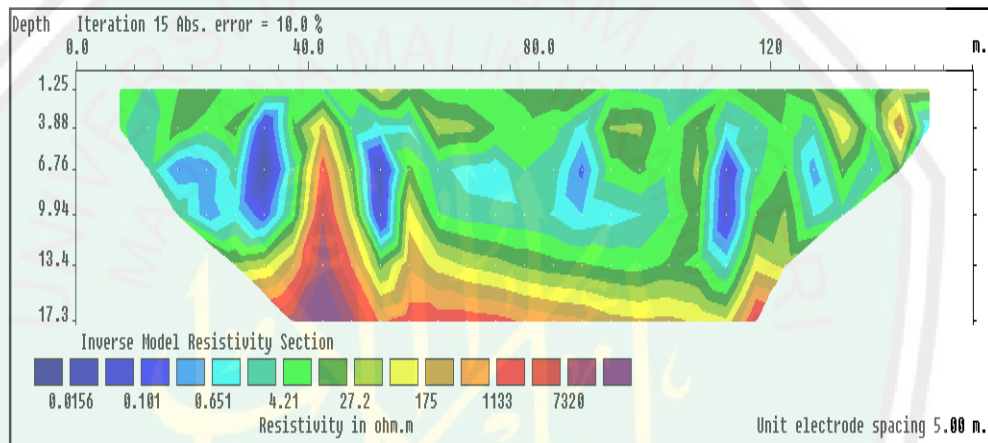 Depth Iteration 15 Abs. error = 10.0 %
0.0 40.0 80.0 120 m.
1.25
3.88
6.76
9.94
13.4
17.3
Inverse Model Resistivity Section
0.0156 0.101 0.651 4.21 27.2 175 1133 7320
Resistivity in ohm.m Unit electrode spacing 5.00 m.